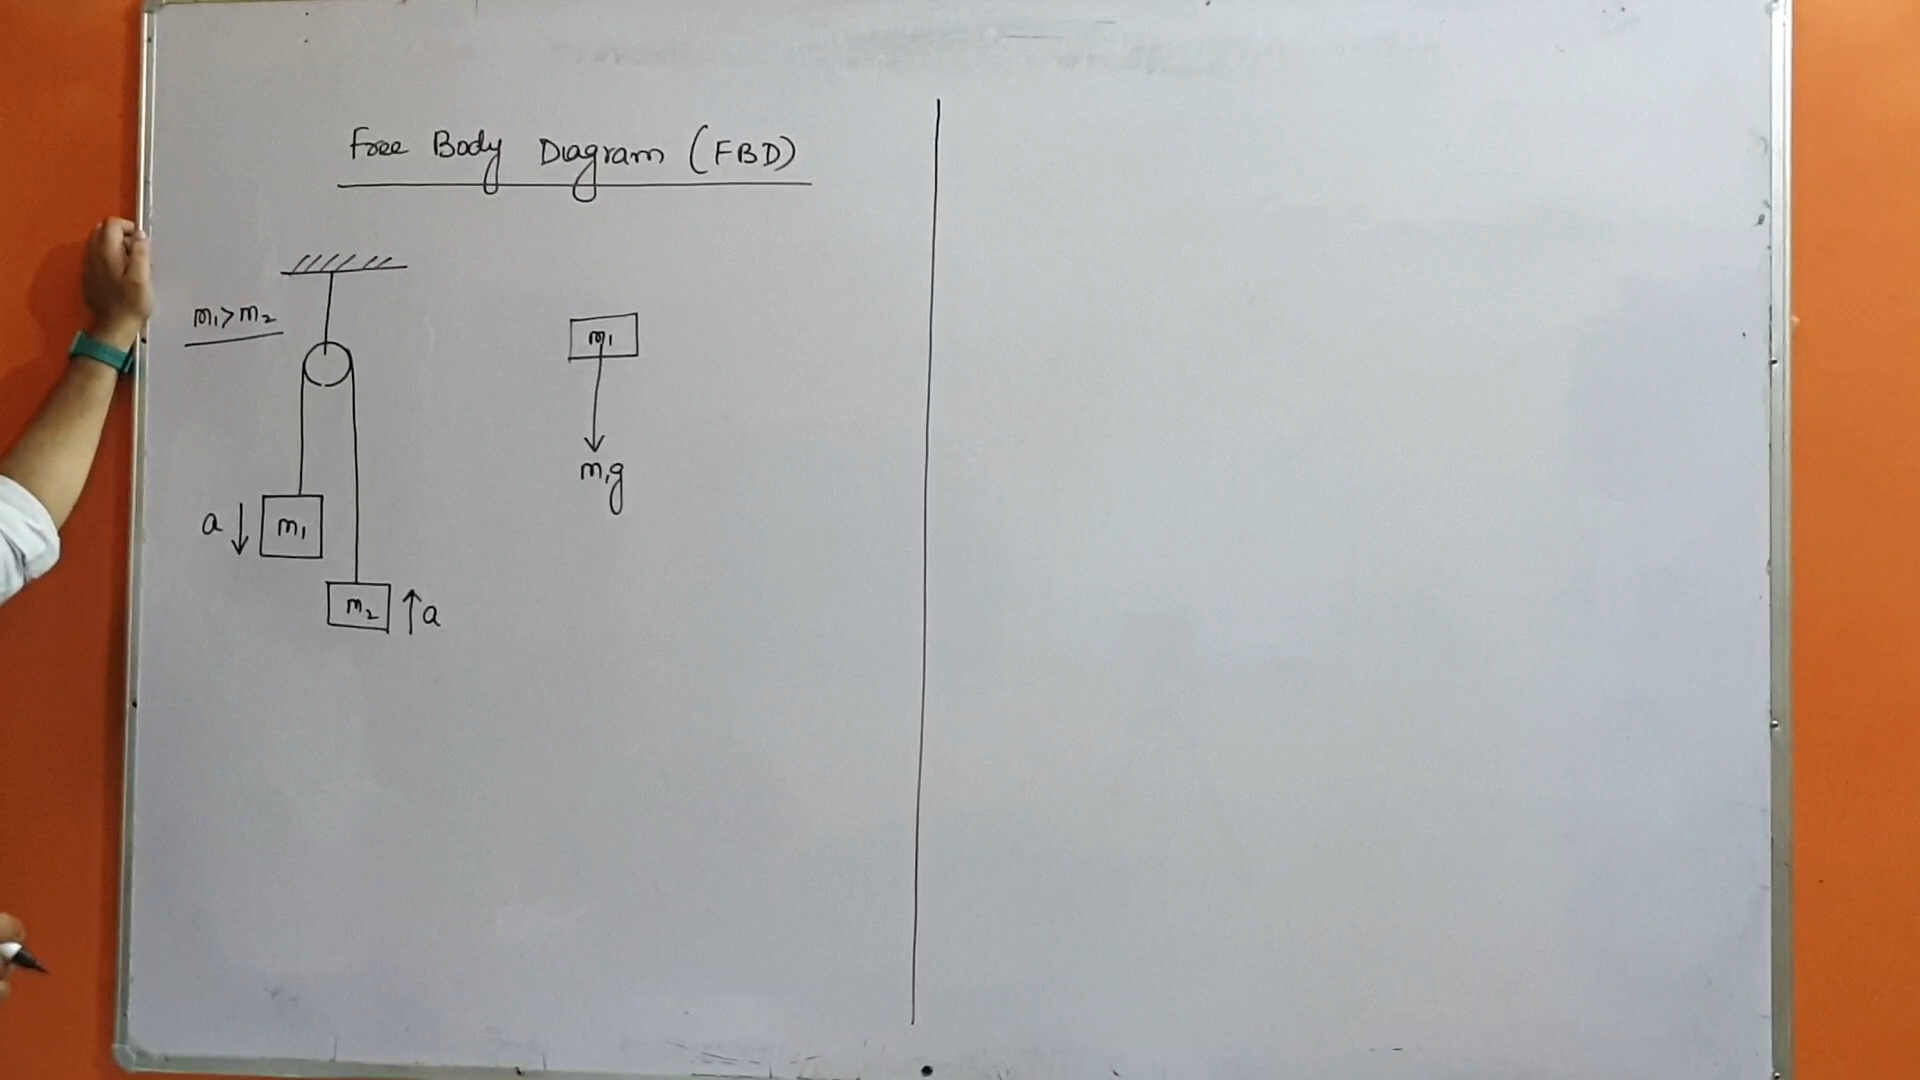 Free Body Diagram (FBD)
m₁>m₂
m₁
m₁g
a
m₁
m₂
a